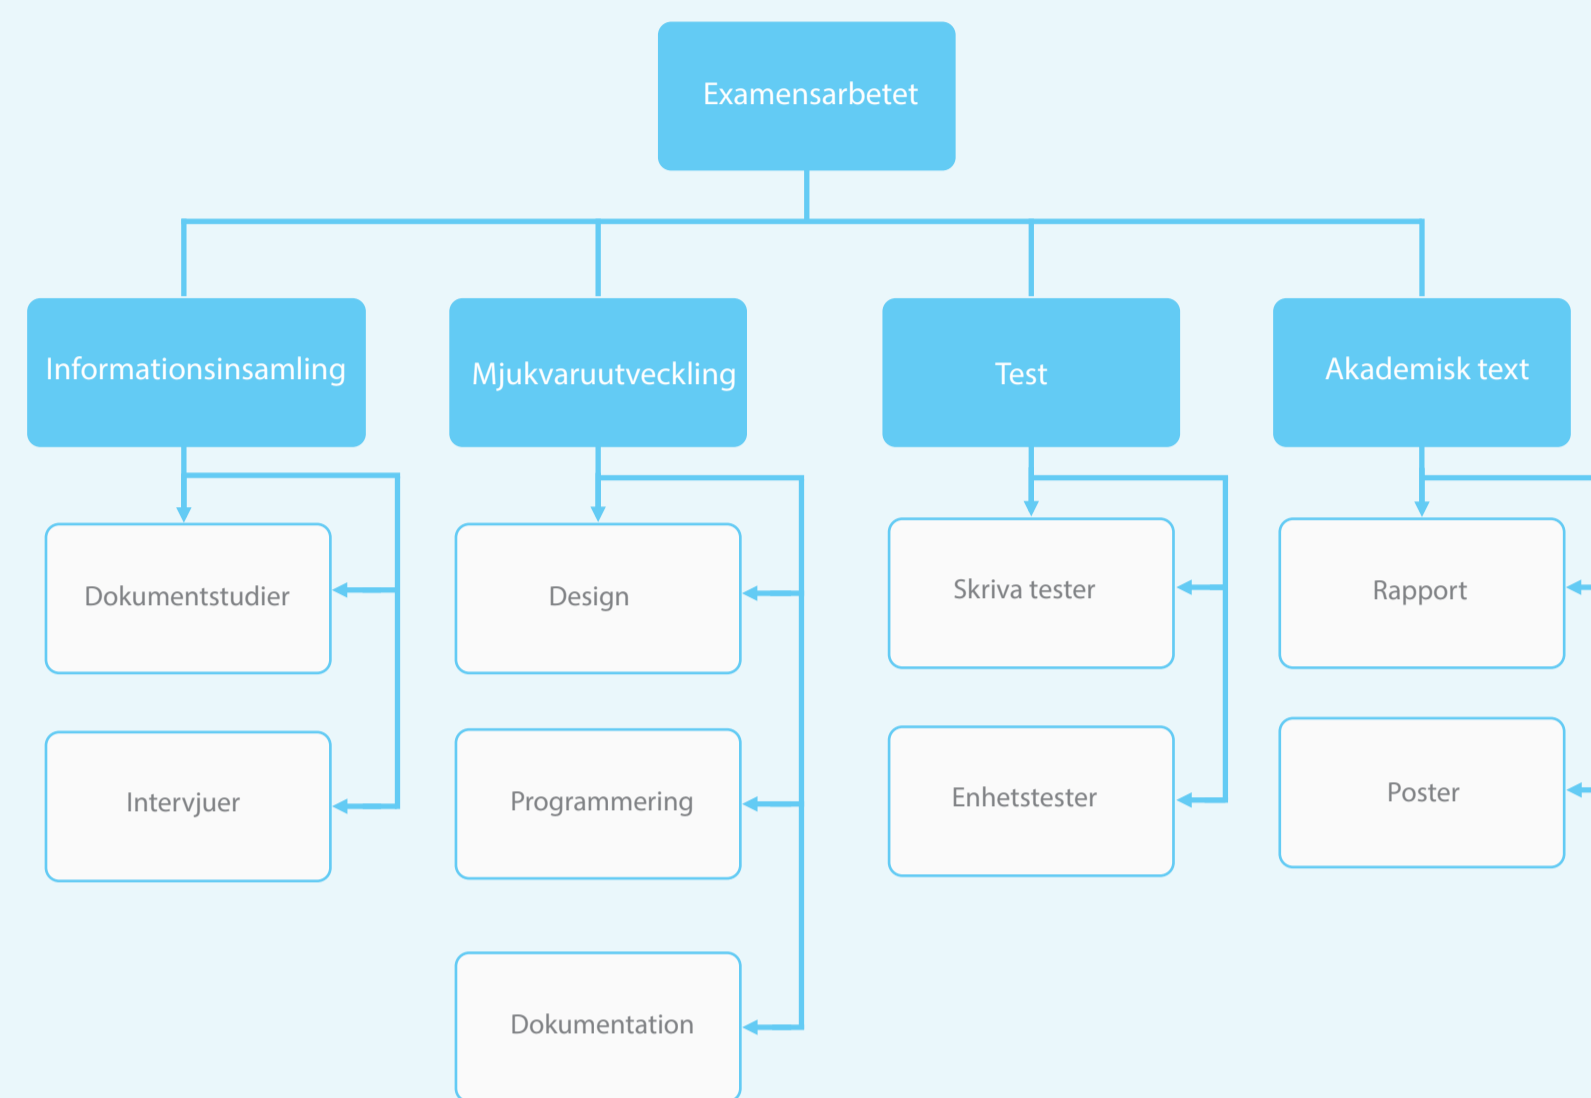 Examensarbetet
Informationsinsamling
Mjukvaruutveckling
Test
Akademisk text
Dokumentstudier
Design
Skriva tester
Rapport
Intervjuer
Programmering
Enhetstester
Poster
Dokumentation